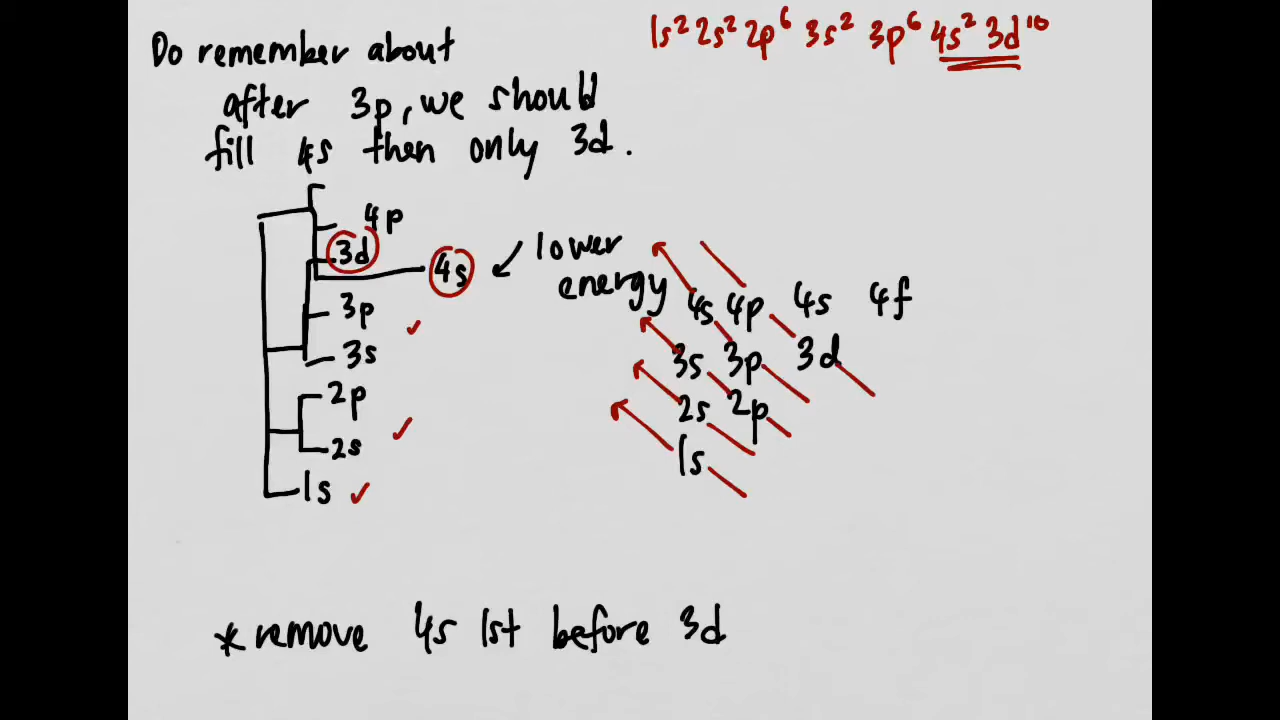 Do remember about
after 3p, we should
fill 4s then only 3d.
1s² 2s² 2p⁶ 3s² 3p⁶ 4s² 3d¹⁰
4p
3d
4s
lower
energy
3p
3s
2p
2s
1s
4s 4p 4s 4f
3s 3p 3d
2s 2p
1s
*remove 4s 1st before 3d